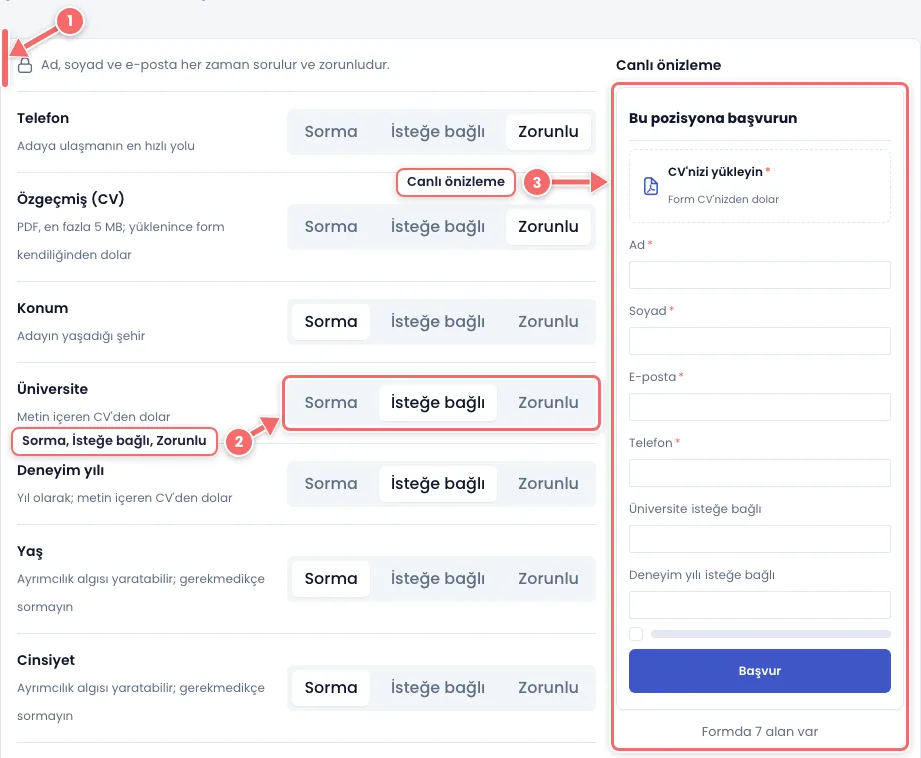 1
Ad, soyad ve e-posta her zaman sorulur ve zorunludur.
Telefon
Adaya ulaşmanın en hızlı yolu
Sorma İsteğe bağlı Zorunlu
Canlı önizleme 3
Özgeçmiş (CV)
PDF, en fazla 5 MB; yüklenince form
kendiliğinden dolar
Sorma İsteğe bağlı Zorunlu
Konum
Adayın yaşadığı şehir
Sorma İsteğe bağlı Zorunlu
Üniversite
Metin içeren CV'den dolar
Sorma İsteğe bağlı Zorunlu
Sorma, İsteğe bağlı, Zorunlu 2
Deneyim yılı
Yıl olarak; metin içeren CV'den dolar
Sorma İsteğe bağlı Zorunlu
Yaş
Ayrımcılık algısı yaratabilir; gerekmedikçe
sormayın
Sorma İsteğe bağlı Zorunlu
Cinsiyet
Ayrımcılık algısı yaratabilir; gerekmedikçe
sormayın
Sorma İsteğe bağlı Zorunlu
Canlı önizleme
Bu pozisyona başvurun
CV'nizi yükleyin *
Form CV'nizden dolar
Ad *
Soyad *
E-posta *
Telefon *
Üniversite isteğe bağlı
Deneyim yılı isteğe bağlı
Başvur
Formda 7 alan var